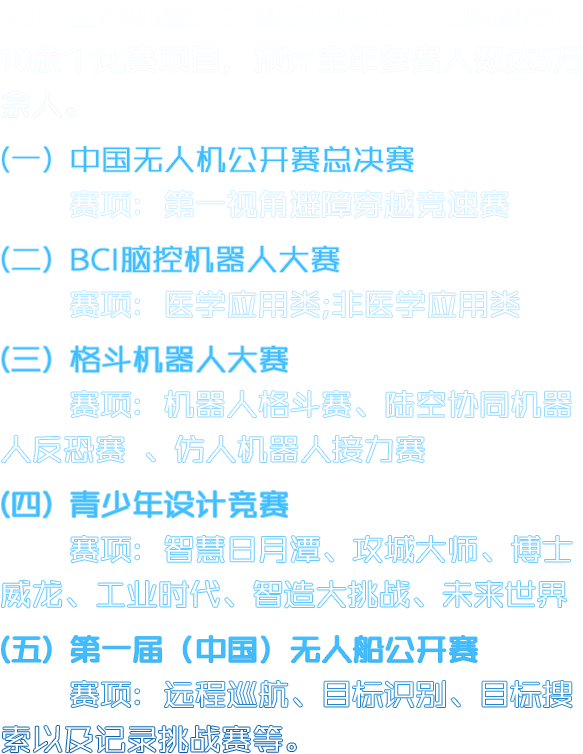 10余个比赛项目，预计全年参赛人数达5万
余人。
(一) 中国无人机公开赛总决赛
赛项: 第一视角避障穿越竞速赛
(二) BCI脑控机器人大赛
赛项: 医学应用类;非医学应用类
(三) 格斗机器人大赛
赛项: 机器人格斗赛、陆空协同机器
人反恐赛 、仿人机器人接力赛
(四) 青少年设计竞赛
赛项: 智慧日月潭、攻城大师、博士
威龙、工业时代、智造大挑战、未来世界
(五) 第一届（中国）无人船公开赛
赛项: 远程巡航、目标识别、目标搜
索以及记录挑战赛等。